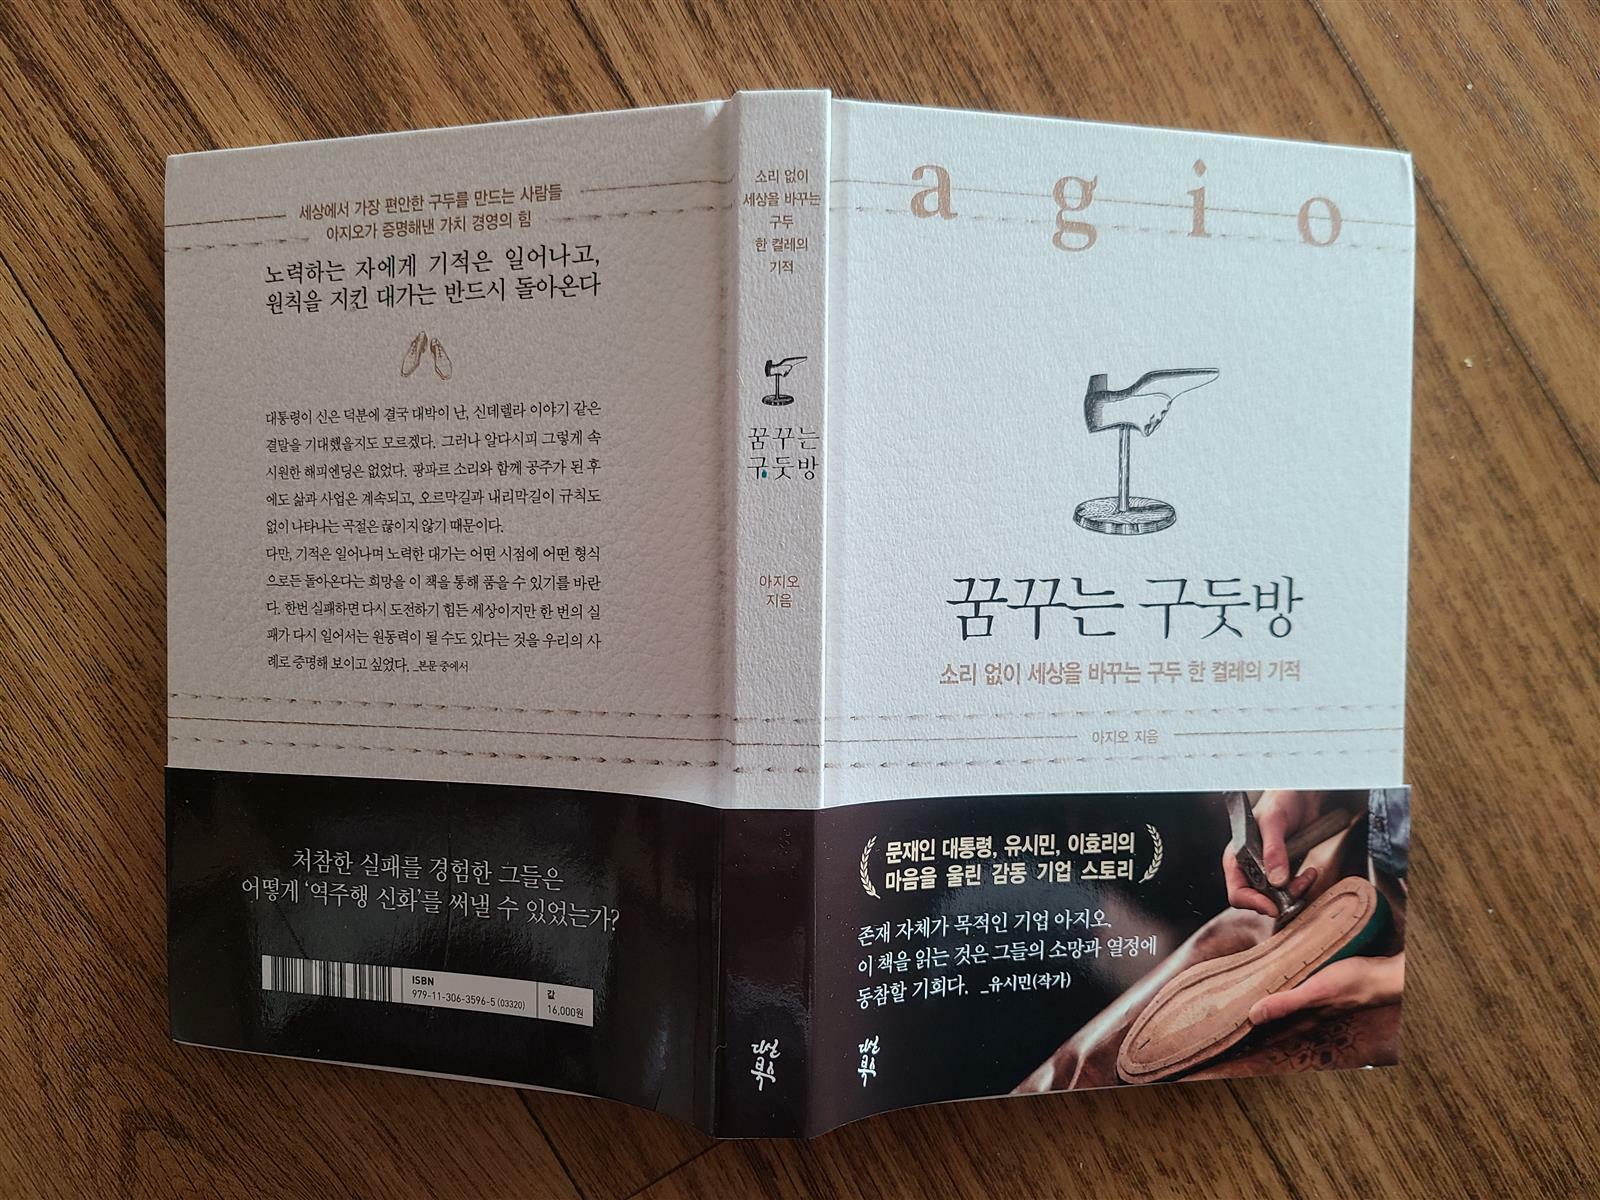 세상에서 가장 편안한 구두를 만드는 사람들
아지오가 증명해낸 가치 경영의 힘
노력하는 자에게 기적은 일어나고,
원칙을 지킨 대가는 반드시 돌아온다
대통령이 신은 덕분에 결국 대박이 난, 신데렐라 이야기 같은
결말을 기대했을지도 모르겠다. 그러나 알다시피 그렇게 속
시원한 해피엔딩은 없었다. 팡파르 소리와 함께 공주가 된 후
에도 삶과 사업은 계속되고, 오르막길과 내리막길이 규칙도
없이 나타나는 곡절은 끊이지 않기 때문이다.
다만, 기적은 일어나며 노력한 대가는 어떤 시점에 어떤 형식
으로든 돌아온다는 희망을 이 책을 통해 품을 수 있기를 바란
다. 한번 실패하면 다시 도전하기 힘든 세상이지만 한 번의 실
패가 다시 일어서는 원동력이 될 수도 있다는 것을 우리의 사
례로 증명해 보이고 싶었다. _본문 중에서
처참한 실패를 경험한 그들은
어떻게 ‘역주행 신화’를 써낼 수 있었는가?
ISBN
979-11-306-3596-5 (03320)
값
16,000원
소리 없이
세상을 바꾸는
구두
한 켤레의
기적
꿈꾸는
구둣방
아지오
지음
다산
북스
agio
꿈꾸는 구둣방
소리 없이 세상을 바꾸는 구두 한 켤레의 기적
아지오 지음
문재인 대통령, 유시민, 이효리의
마음을 울린 감동 기업 스토리
존재 자체가 목적인 기업 아지오.
이 책을 읽는 것은 그들의 소망과 열정에
동참할 기회다. _유시민(작가)
다산
북스